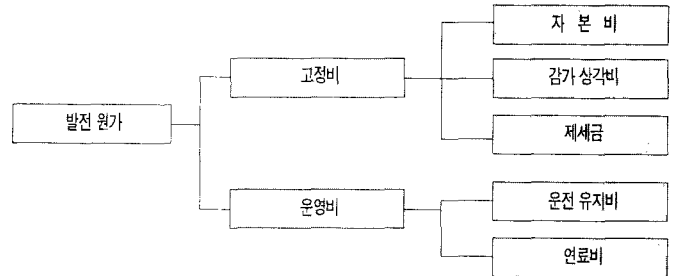 자 본 비
고정비
감가 상각비
발전 원가
제세금
운영비
운전 유지비
연료비